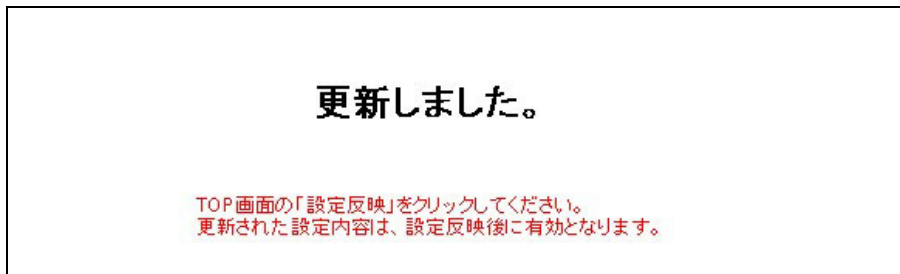 更新しました。
TOP画面の「設定反映」をクリックしてください。
更新された設定内容は、設定反映後に有効となります。